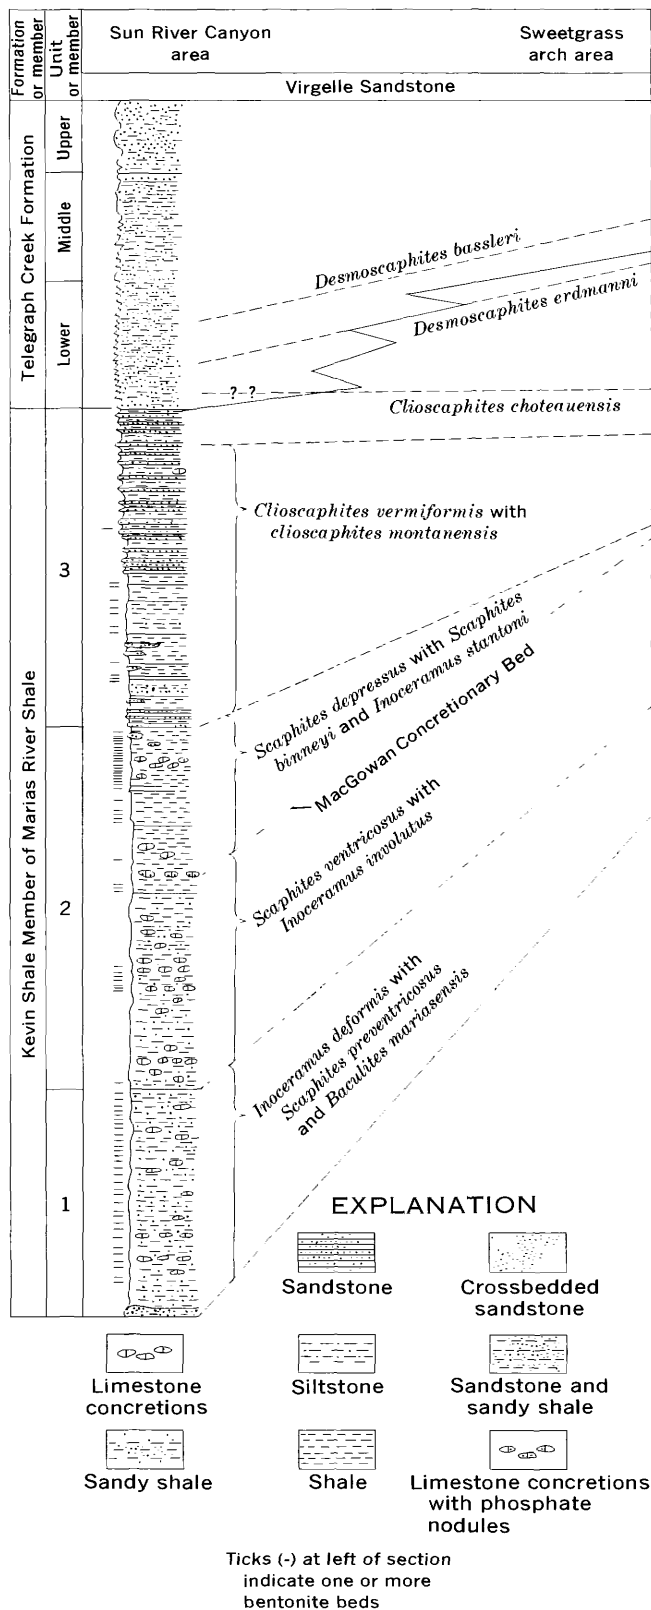 Formation
or member
Unit
or member
Sun River Canyon
area
Sweetgrass
arch area
Virgelle Sandstone
Telegraph Creek Formation
Upper
Middle
Lower
Desmoscaphites bassleri
Desmoscaphites erdmanni
?-?
Clioscaphites choteauensis
Kevin Shale Member of Marias River Shale
3
Clioscaphites vermiformis with
clioscaphites montanensis
Scaphites depressus with Scaphites
binneyi and Inoceramus stantoni
MacGowan Concretionary Bed
2
Scaphites ventricosus with
Inoceramus involutus
Inoceramus deformis with
Scaphites preventricosus
and Baculites mariasensis
1
EXPLANATION
Sandstone
Crossbedded
sandstone
Limestone
concretions
Siltstone
Sandstone and
sandy shale
Sandy shale
Shale
Limestone concretions
with phosphate
nodules
Ticks (-) at left of section
indicate one or more
bentonite beds